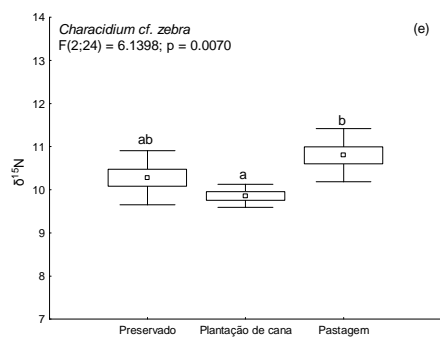 Characidium cf. zebra
(e)
F(2;24) = 6.1398; p = 0.0070
14
13
12
11
10
9
8
7
δ¹⁵N
ab
a
b
Preservado
Plantação de cana
Pastagem